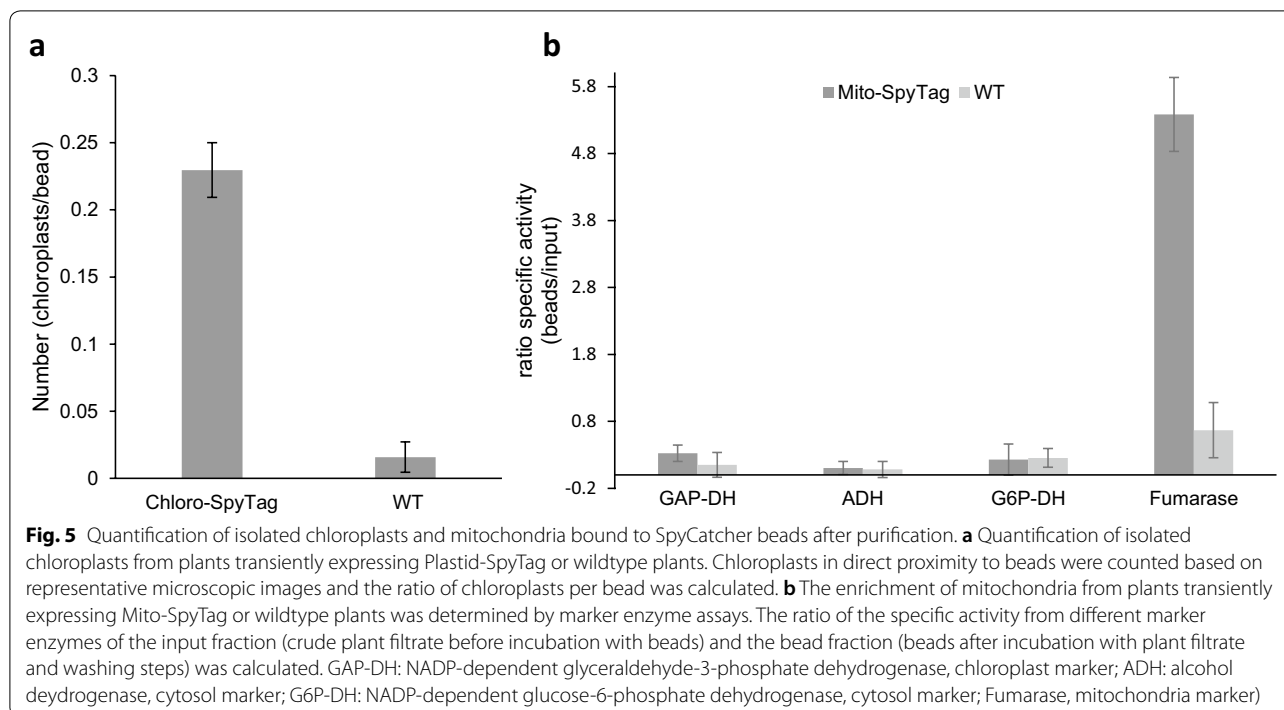 a
b
0.3
0.25
0.2
0.15
0.1
0.05
0
Number (chloroplasts/bead)
Chloro-SpyTag WT
5.8
4.8
3.8
2.8
1.8
0.8
-0.2
ratio specific activity
(beads/input)
Mito-SpyTag WT
GAP-DH ADH G6P-DH Fumarase
Fig. 5 Quantification of isolated chloroplasts and mitochondria bound to SpyCatcher beads after purification. a Quantification of isolated
chloroplasts from plants transiently expressing Plastid-SpyTag or wildtype plants. Chloroplasts in direct proximity to beads were counted based on
representative microscopic images and the ratio of chloroplasts per bead was calculated. b The enrichment of mitochondria from plants transiently
expressing Mito-SpyTag or wildtype plants was determined by marker enzyme assays. The ratio of the specific activity from different marker
enzymes of the input fraction (crude plant filtrate before incubation with beads) and the bead fraction (beads after incubation with plant filtrate
and washing steps) was calculated. GAP-DH: NADP-dependent glyceraldehyde-3-phosphate dehydrogenase, chloroplast marker; ADH: alcohol
deydrogenase, cytosol marker; G6P-DH: NADP-dependent glucose-6-phosphate dehydrogenase, cytosol marker; Fumarase, mitochondria marker)